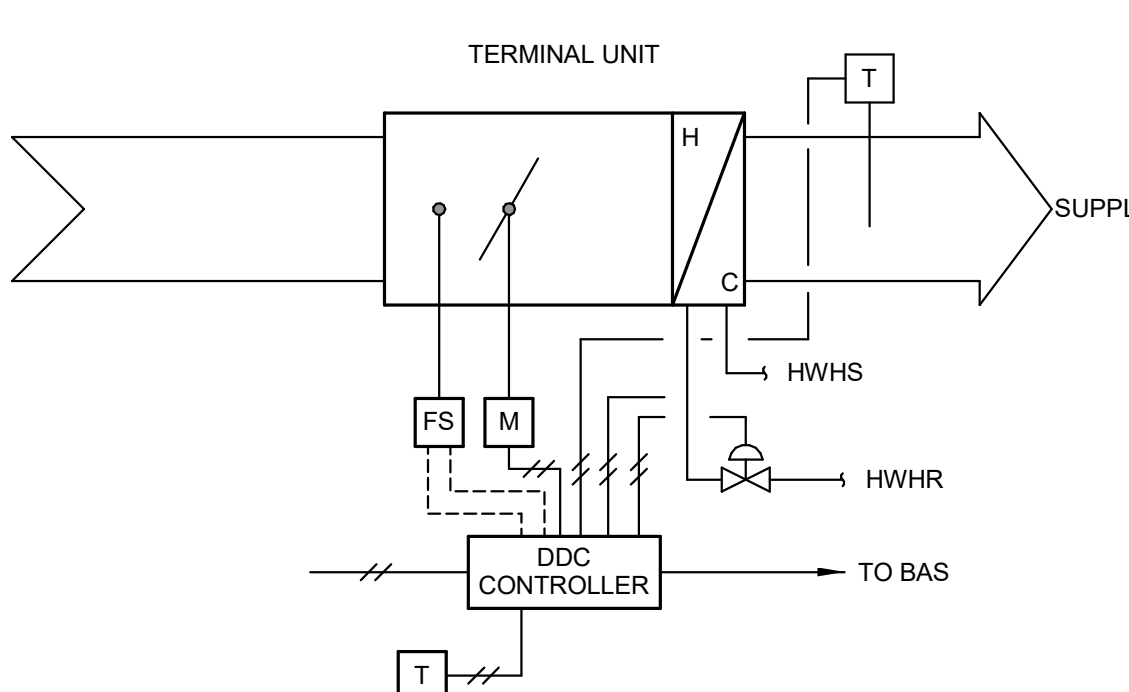 TERMINAL UNIT
T
H
C
SUPPL
HWHS
FS
M
HWHR
DDC
CONTROLLER
TO BAS
T